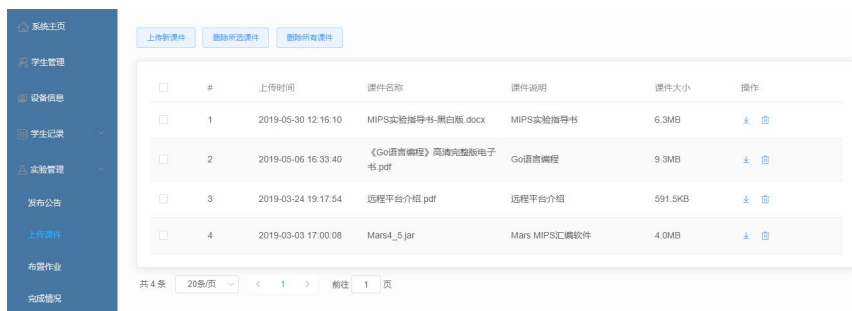 系统主页
学生管理
设备信息
学生记录
实验管理
发布公告
上传课件
布置作业
完成情况
上传新课件 删除所选课件 删除所有课件
# 上传时间 课件名称 课件说明 课件大小 操作
1 2019-05-30 12:16:10 MIPS实验指导书-黑白版.docx MIPS实验指导书 6.3MB
2 2019-05-06 16:33:40 《Go语言编程》高清完整版电子书.pdf Go语言编程 9.3MB
3 2019-03-24 19:17:54 远程平台介绍.pdf 远程平台介绍 591.5KB
4 2019-03-03 17:00:08 Mars4_5.jar Mars MIPS汇编软件 4.0MB
共 4 条 20条/页 < 1 > 前往 1 页